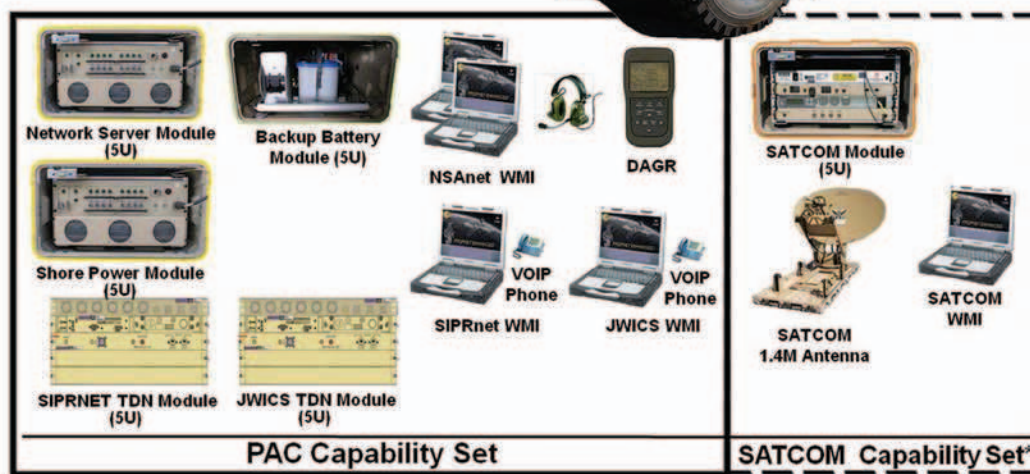 Network Server Module
(5U)
Backup Battery
Module (5U)
NSAnet WMI
DAGR
Shore Power Module
(5U)
SIPRnet WMI
VOIP
Phone
JWICS WMI
VOIP
Phone
SIPRNET TDN Module
(5U)
JWICS TDN Module
(5U)
PAC Capability Set
SATCOM Module
(5U)
SATCOM
1.4M Antenna
SATCOM
WMI
SATCOM Capability Set*